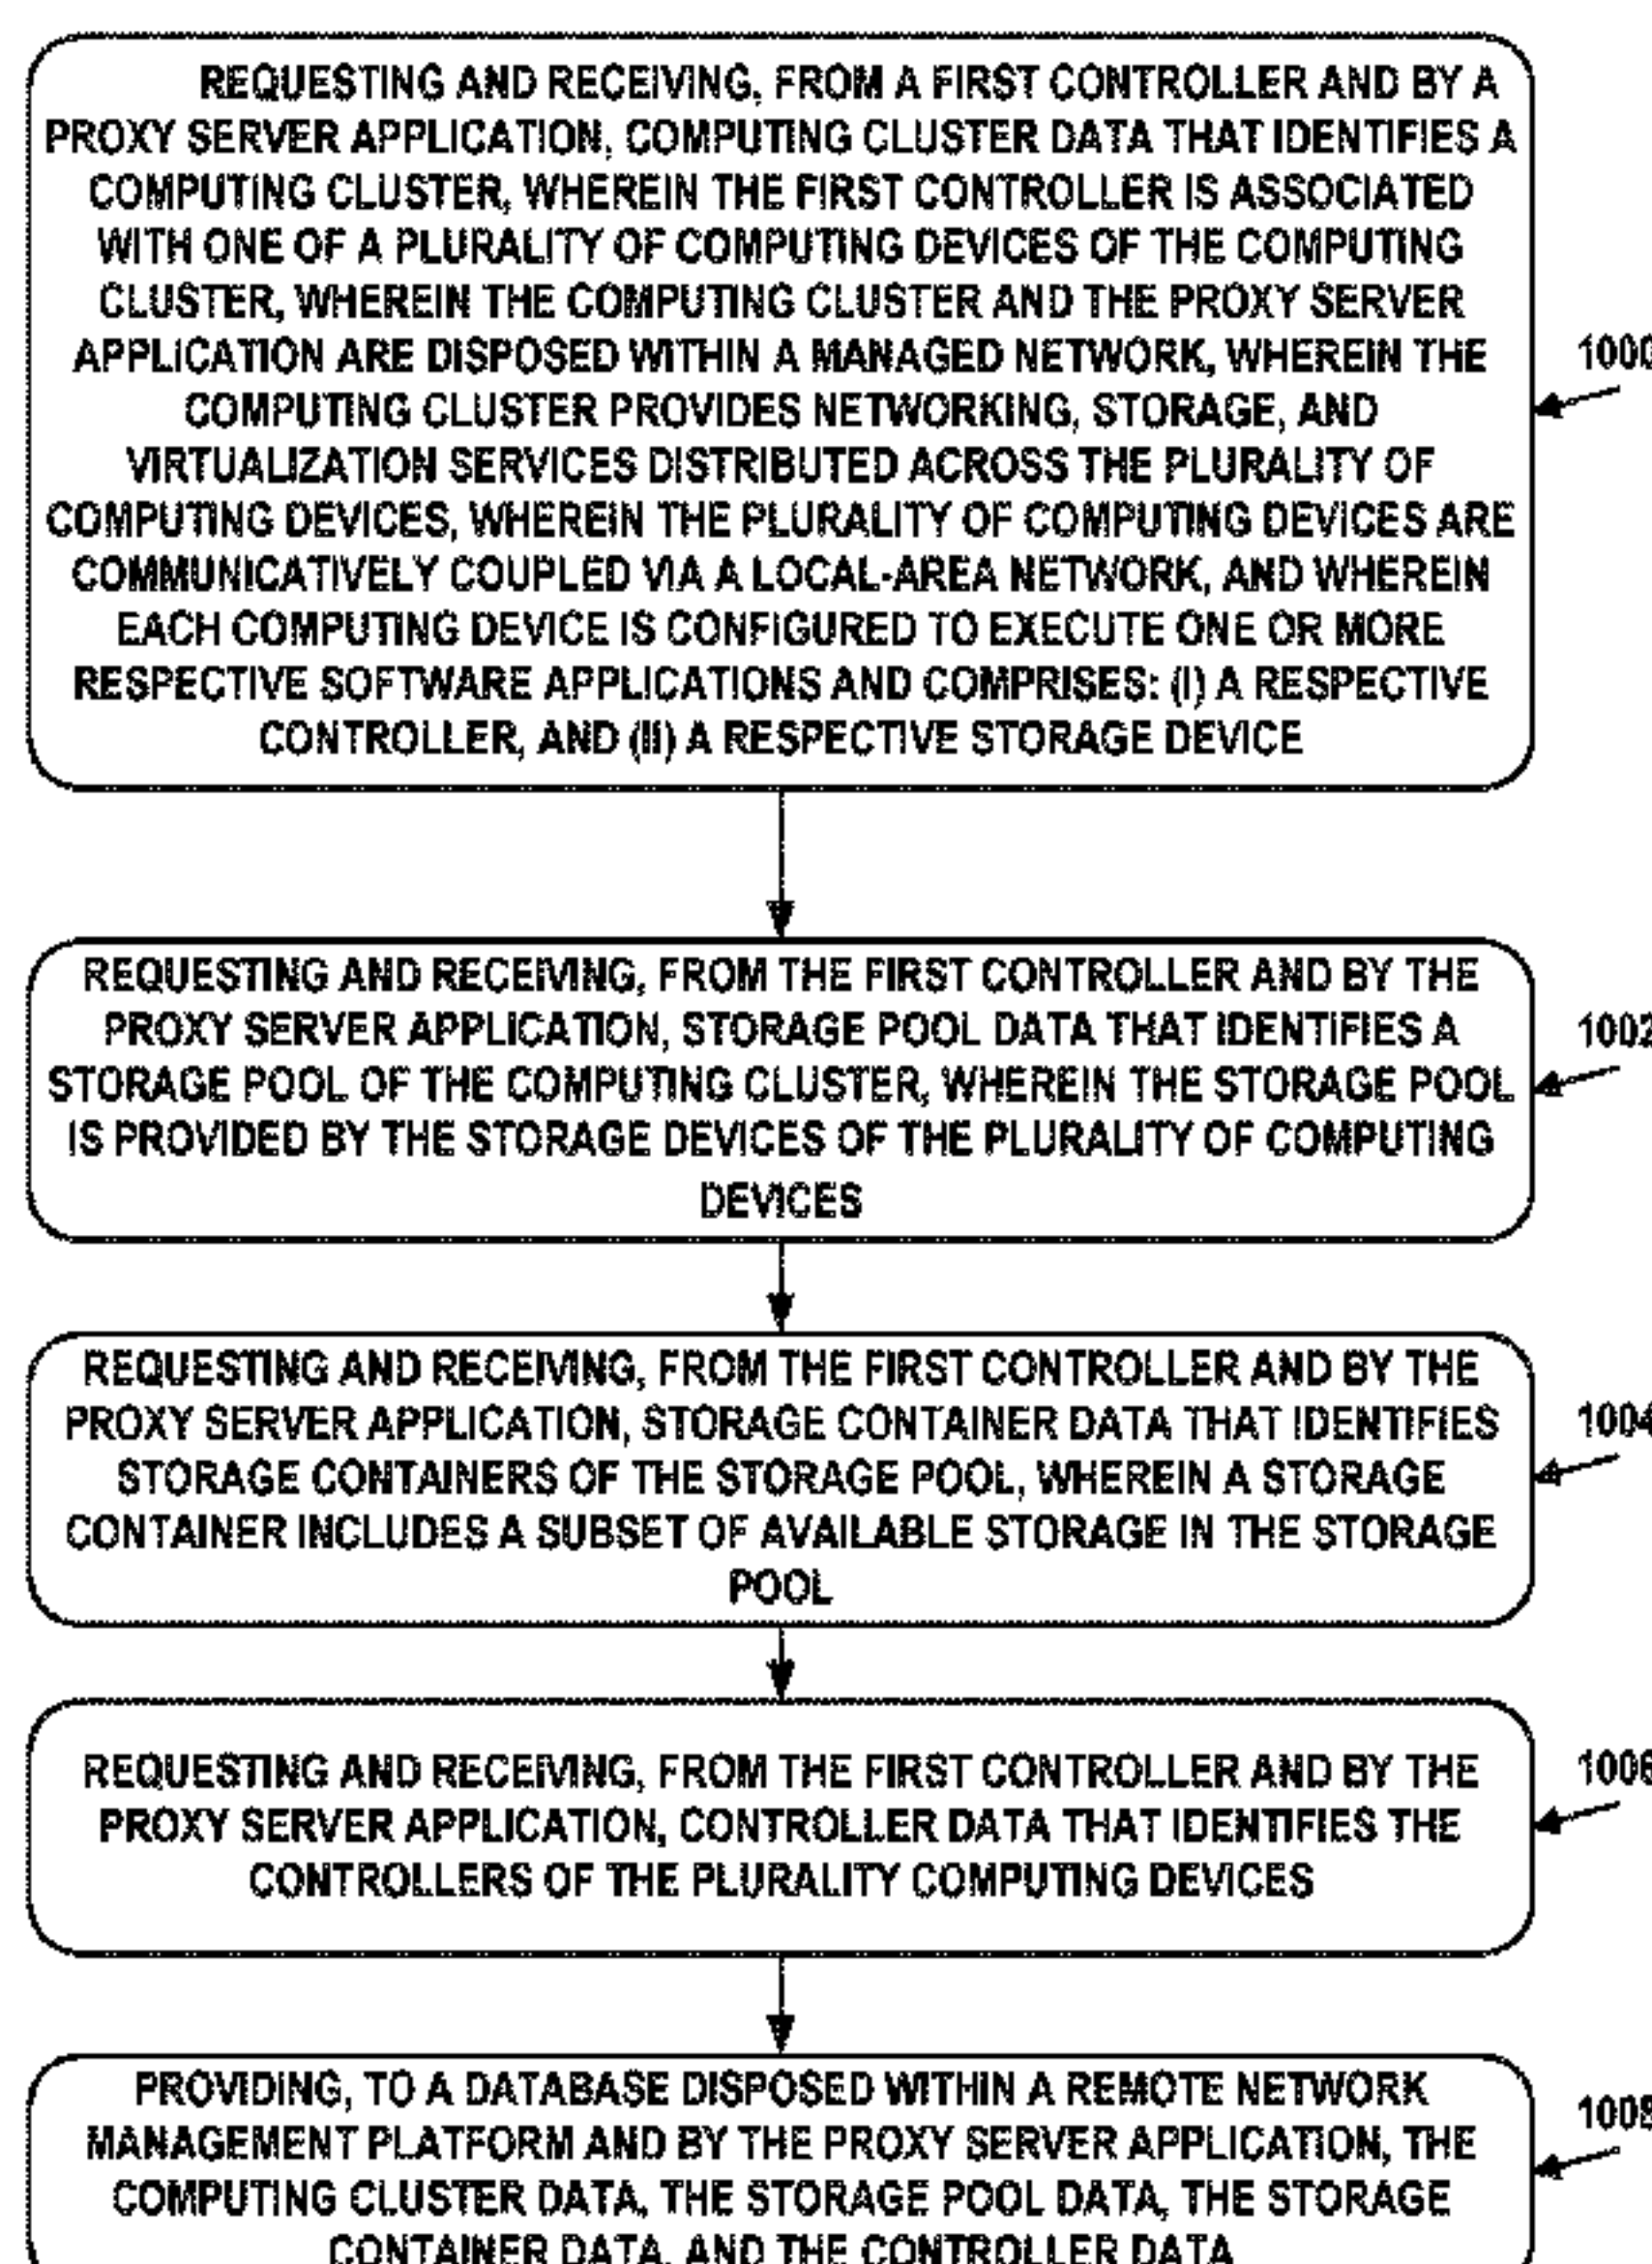 REQUESTING AND RECEIVING, FROM A FIRST CONTROLLER AND BY A
PROXY SERVER APPLICATION, COMPUTING CLUSTER DATA THAT IDENTIFIES A
COMPUTING CLUSTER, WHEREIN THE FIRST CONTROLLER IS ASSOCIATED
WITH ONE OF A PLURALITY OF COMPUTING DEVICES OF THE COMPUTING
CLUSTER, WHEREIN THE COMPUTING CLUSTER AND THE PROXY SERVER
APPLICATION ARE DISPOSED WITHIN A MANAGED NETWORK, WHEREIN THE
COMPUTING CLUSTER PROVIDES NETWORKING, STORAGE, AND
VIRTUALIZATION SERVICES DISTRIBUTED ACROSS THE PLURALITY OF
COMPUTING DEVICES, WHEREIN THE PLURALITY OF COMPUTING DEVICES ARE
COMMUNICATIVELY COUPLED VIA A LOCAL-AREA NETWORK, AND WHEREIN
EACH COMPUTING DEVICE IS CONFIGURED TO EXECUTE ONE OR MORE
RESPECTIVE SOFTWARE APPLICATIONS AND COMPRISES: (I) A RESPECTIVE
CONTROLLER, AND (II) A RESPECTIVE STORAGE DEVICE
1000
REQUESTING AND RECEIVING, FROM THE FIRST CONTROLLER AND BY THE
PROXY SERVER APPLICATION, STORAGE POOL DATA THAT IDENTIFIES A
STORAGE POOL OF THE COMPUTING CLUSTER, WHEREIN THE STORAGE POOL
IS PROVIDED BY THE STORAGE DEVICES OF THE PLURALITY OF COMPUTING
DEVICES
1002
REQUESTING AND RECEIVING, FROM THE FIRST CONTROLLER AND BY THE
PROXY SERVER APPLICATION, STORAGE CONTAINER DATA THAT IDENTIFIES
STORAGE CONTAINERS OF THE STORAGE POOL, WHEREIN A STORAGE
CONTAINER INCLUDES A SUBSET OF AVAILABLE STORAGE IN THE STORAGE
POOL
1004
REQUESTING AND RECEIVING, FROM THE FIRST CONTROLLER AND BY THE
PROXY SERVER APPLICATION, CONTROLLER DATA THAT IDENTIFIES THE
CONTROLLERS OF THE PLURALITY COMPUTING DEVICES
1006
PROVIDING, TO A DATABASE DISPOSED WITHIN A REMOTE NETWORK
MANAGEMENT PLATFORM AND BY THE PROXY SERVER APPLICATION, THE
COMPUTING CLUSTER DATA, THE STORAGE POOL DATA, THE STORAGE
CONTAINER DATA, AND THE CONTROLLER DATA
1008